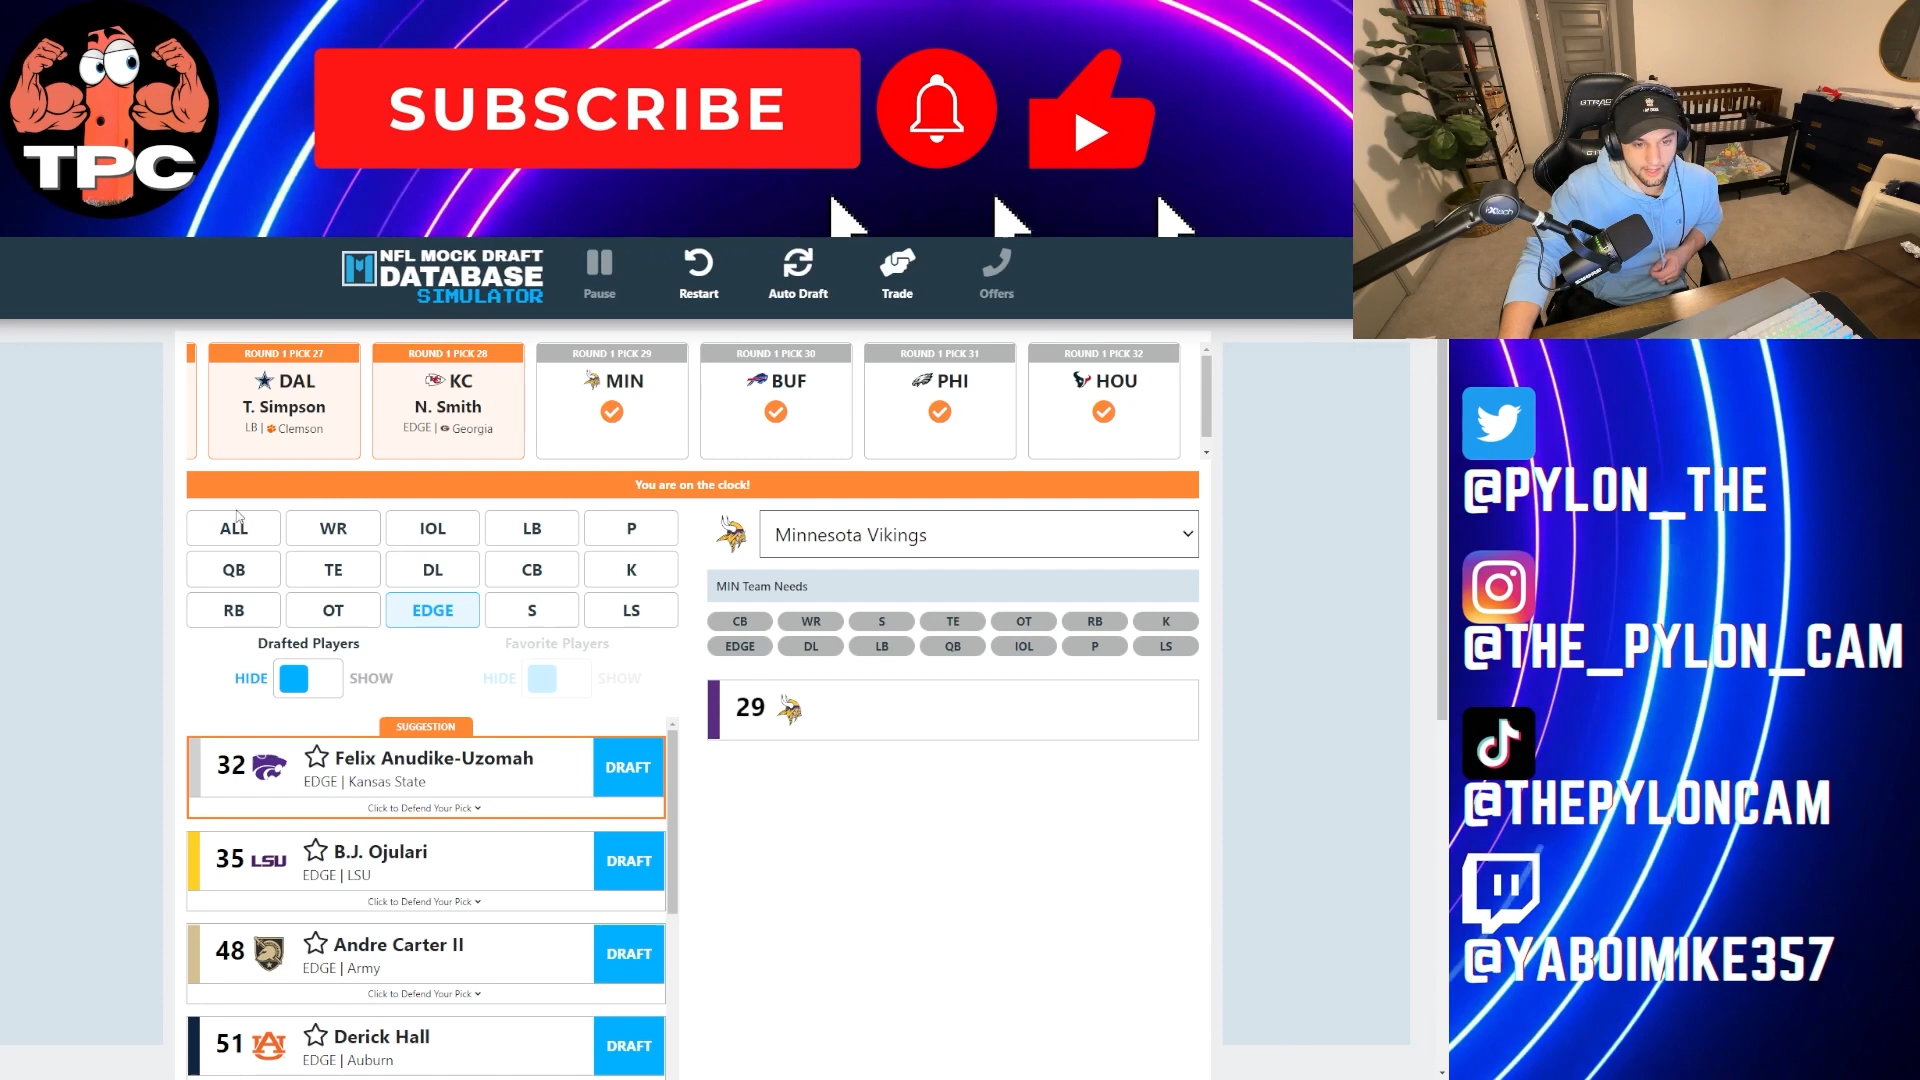 TPC
SUBSCRIBE
NFL MOCK DRAFT
DATABASE
SIMULATOR
Pause
Restart
Auto Draft
Trade
Offers
ROUND 1 PICK 27
DAL
T. Simpson
LB | Clemson
ROUND 1 PICK 28
KC
N. Smith
EDGE | Georgia
ROUND 1 PICK 29
MIN
ROUND 1 PICK 30
BUF
ROUND 1 PICK 31
PHI
ROUND 1 PICK 32
HOU
You are on the clock!
ALL WR IOL LB P
QB TE DL CB K
RB OT EDGE S LS
Drafted Players
HIDE SHOW
Favorite Players
HIDE SHOW
Minnesota Vikings
MIN Team Needs
CB WR S TE OT RB K
EDGE DL LB QB IOL P LS
29
SUGGESTION
32 Felix Anudike-Uzomah
EDGE | Kansas State
DRAFT
Click to Defend Your Pick
35 LSU B.J. Ojulari
EDGE | LSU
DRAFT
Click to Defend Your Pick
48 Andre Carter II
EDGE | Army
DRAFT
Click to Defend Your Pick
51 Derick Hall
EDGE | Auburn
DRAFT
@PYLON_THE
@THE_PYLON_CAM
@THEPYLONCAM
@YABOIMIKE357